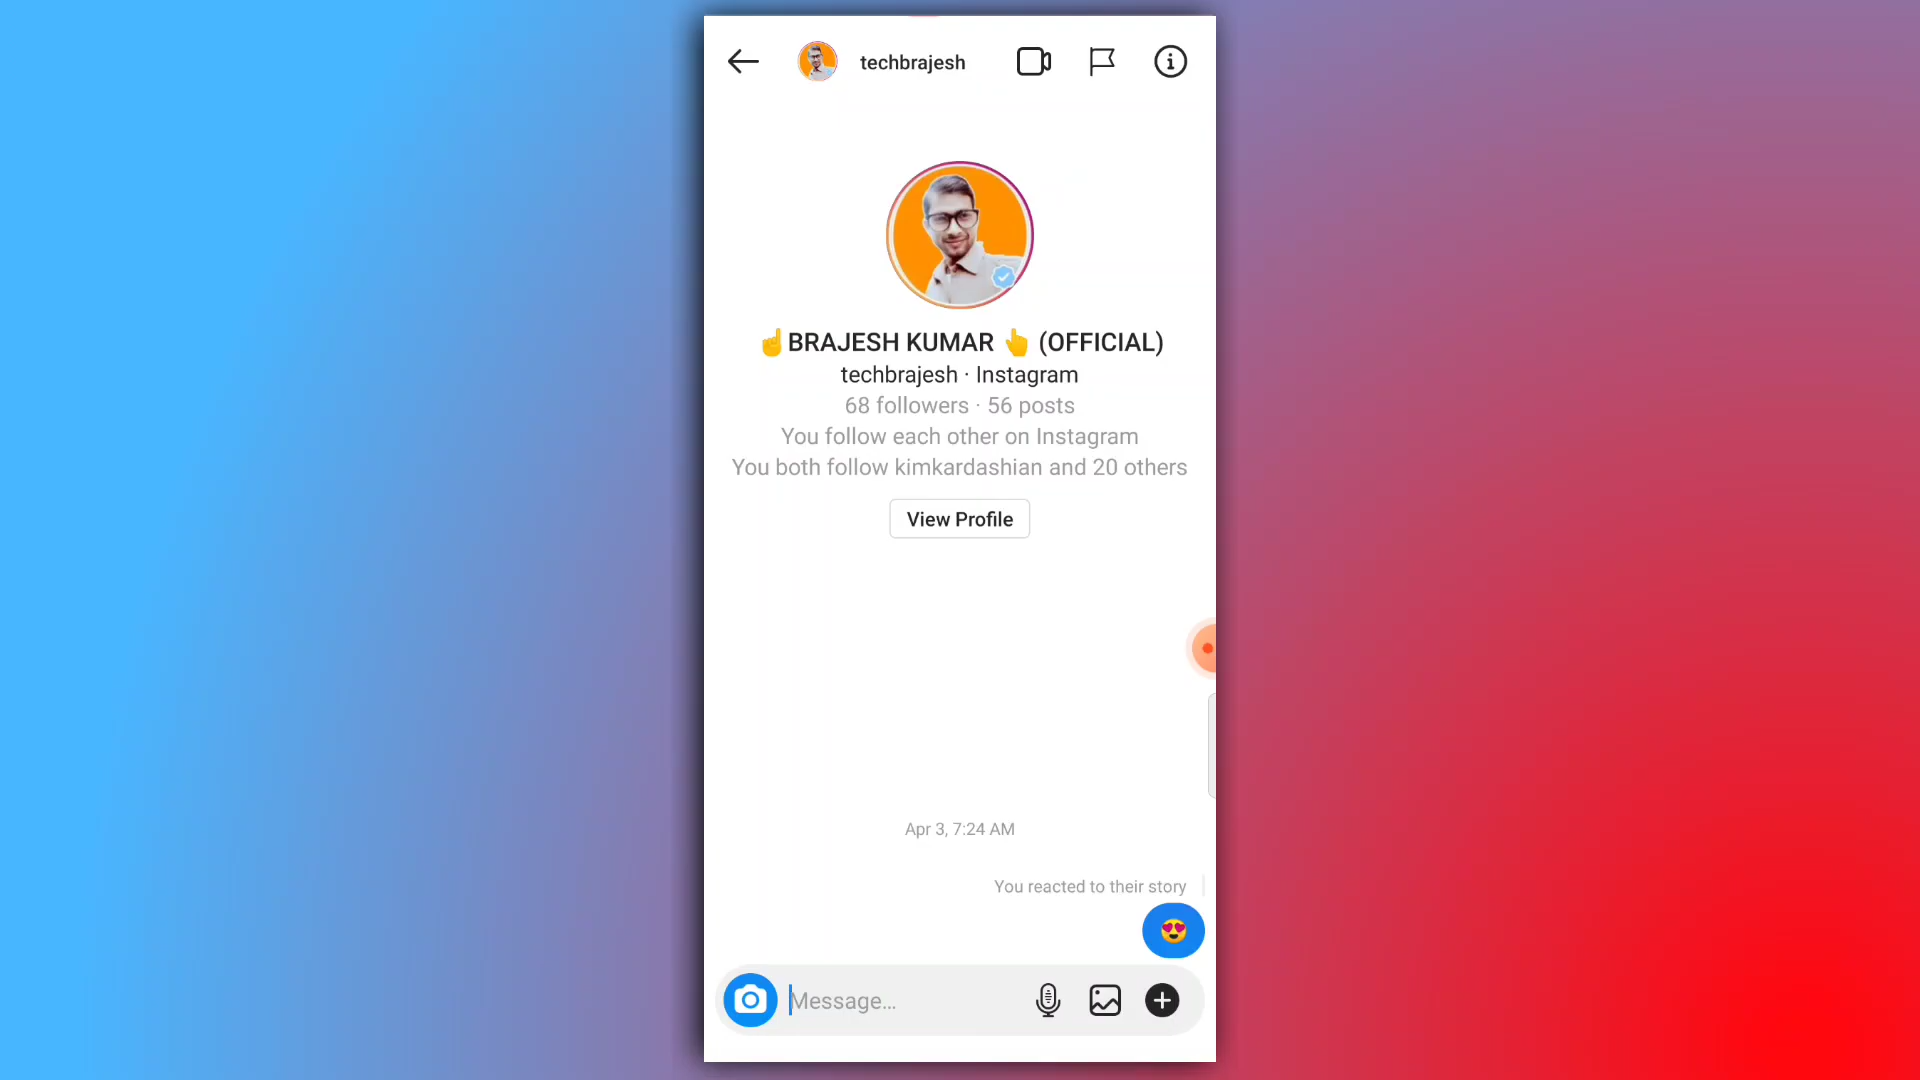 techbrajesh
☝BRAJESH KUMAR 👆 (OFFICIAL)
techbrajesh · Instagram
68 followers · 56 posts
You follow each other on Instagram
You both follow kimkardashian and 20 others
View Profile
Apr 3, 7:24 AM
You reacted to their story
😍
Message...